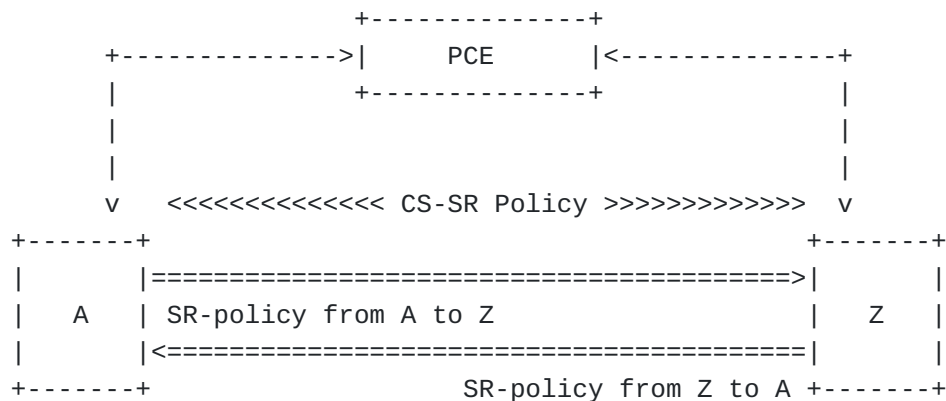 PCE
<<<<<<<<<<<<<< CS-SR Policy >>>>>>>>>>>>>
A SR-policy from A to Z Z
SR-policy from Z to A